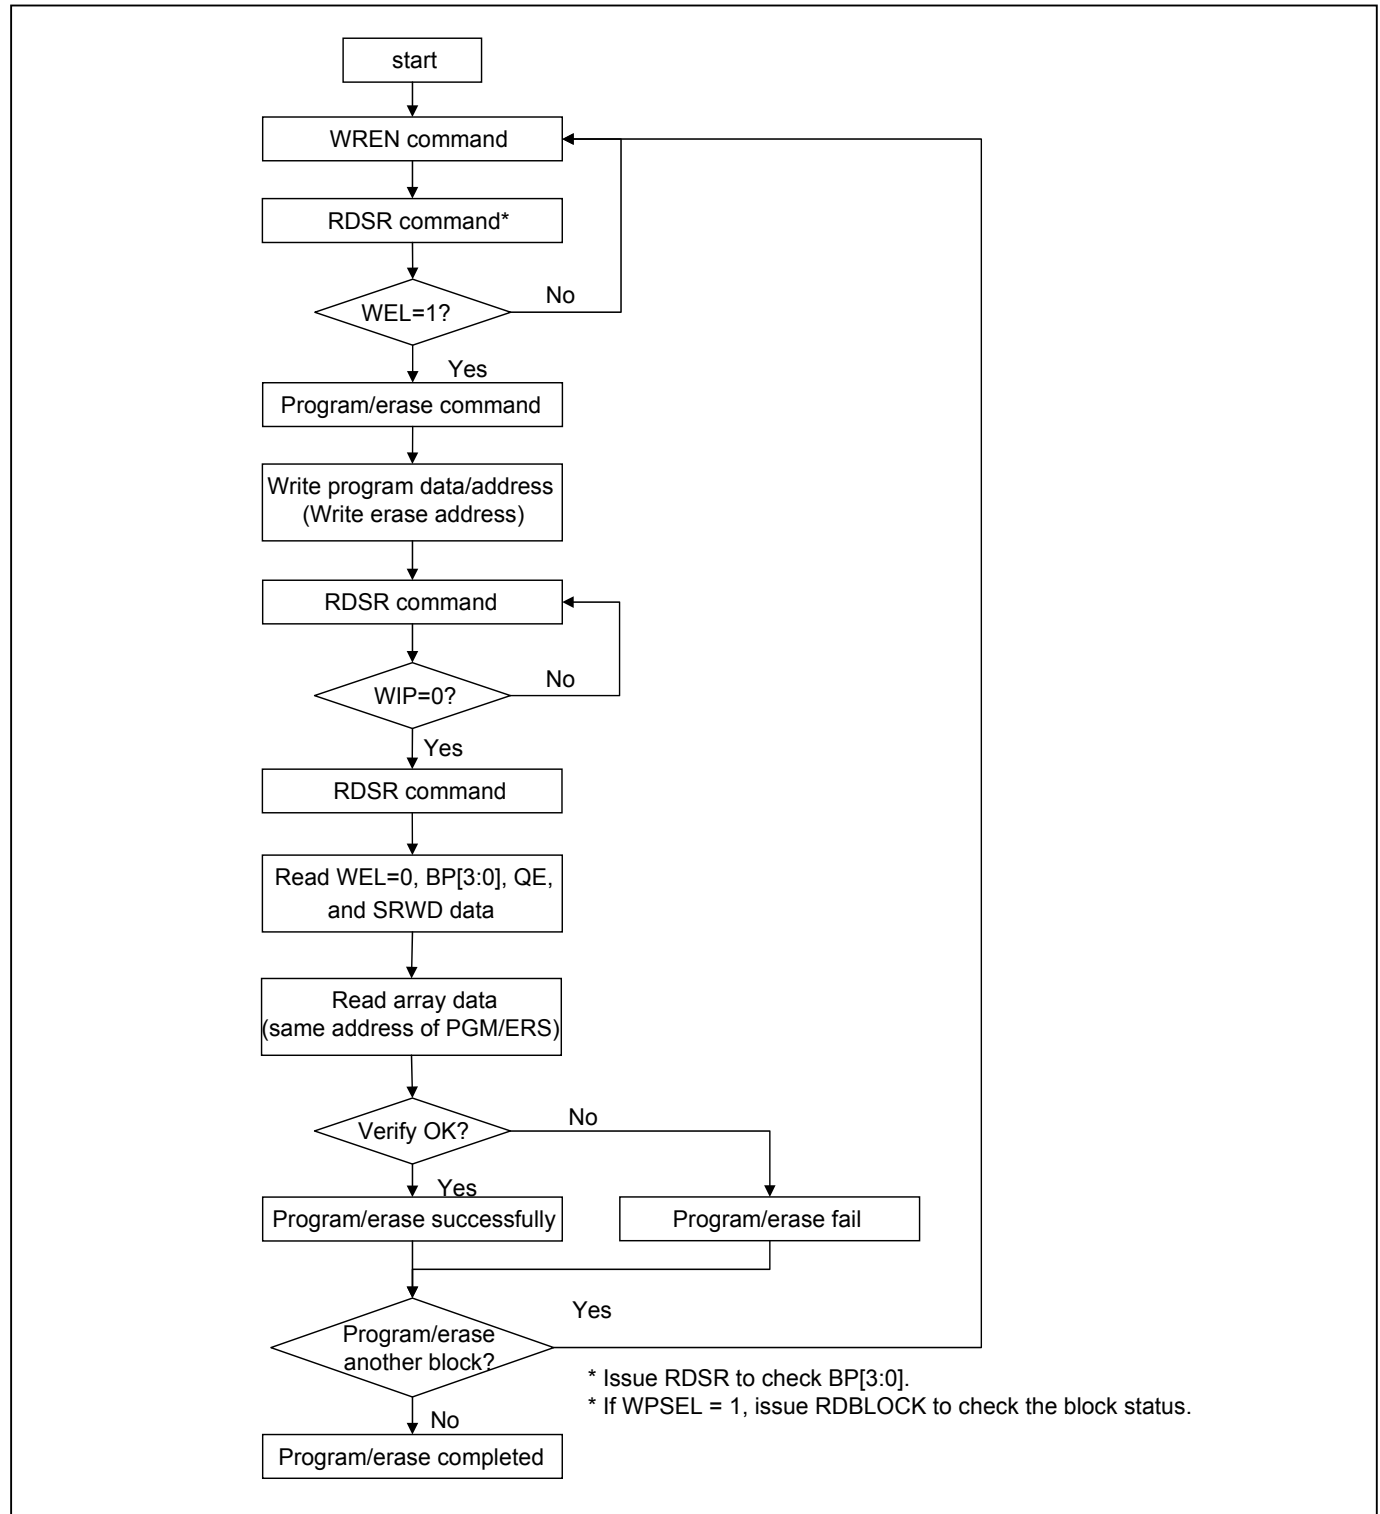 start
WREN command
RDSR command*
WEL=1?
No
Yes
Program/erase command
Write program data/address
(Write erase address)
RDSR command
WIP=0?
No
Yes
RDSR command
Read WEL=0, BP[3:0], QE,
and SRWD data
Read array data
(same address of PGM/ERS)
Verify OK?
No
Yes
Program/erase successfully
Program/erase fail
Yes
Program/erase
another block?
* Issue RDSR to check BP[3:0].
* If WPSEL = 1, issue RDBLOCK to check the block status.
No
Program/erase completed